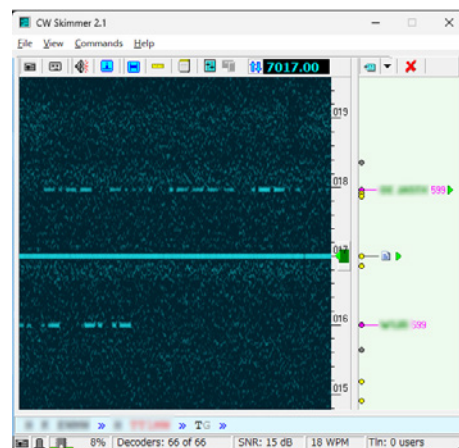 CW Skimmer 2.1
File View Commands Help
7017.00
019
018
599
017
016
599
015
» » TG »
8% Decoders: 66 of 66 SNR: 15 dB 18 WPM Tln: 0 users